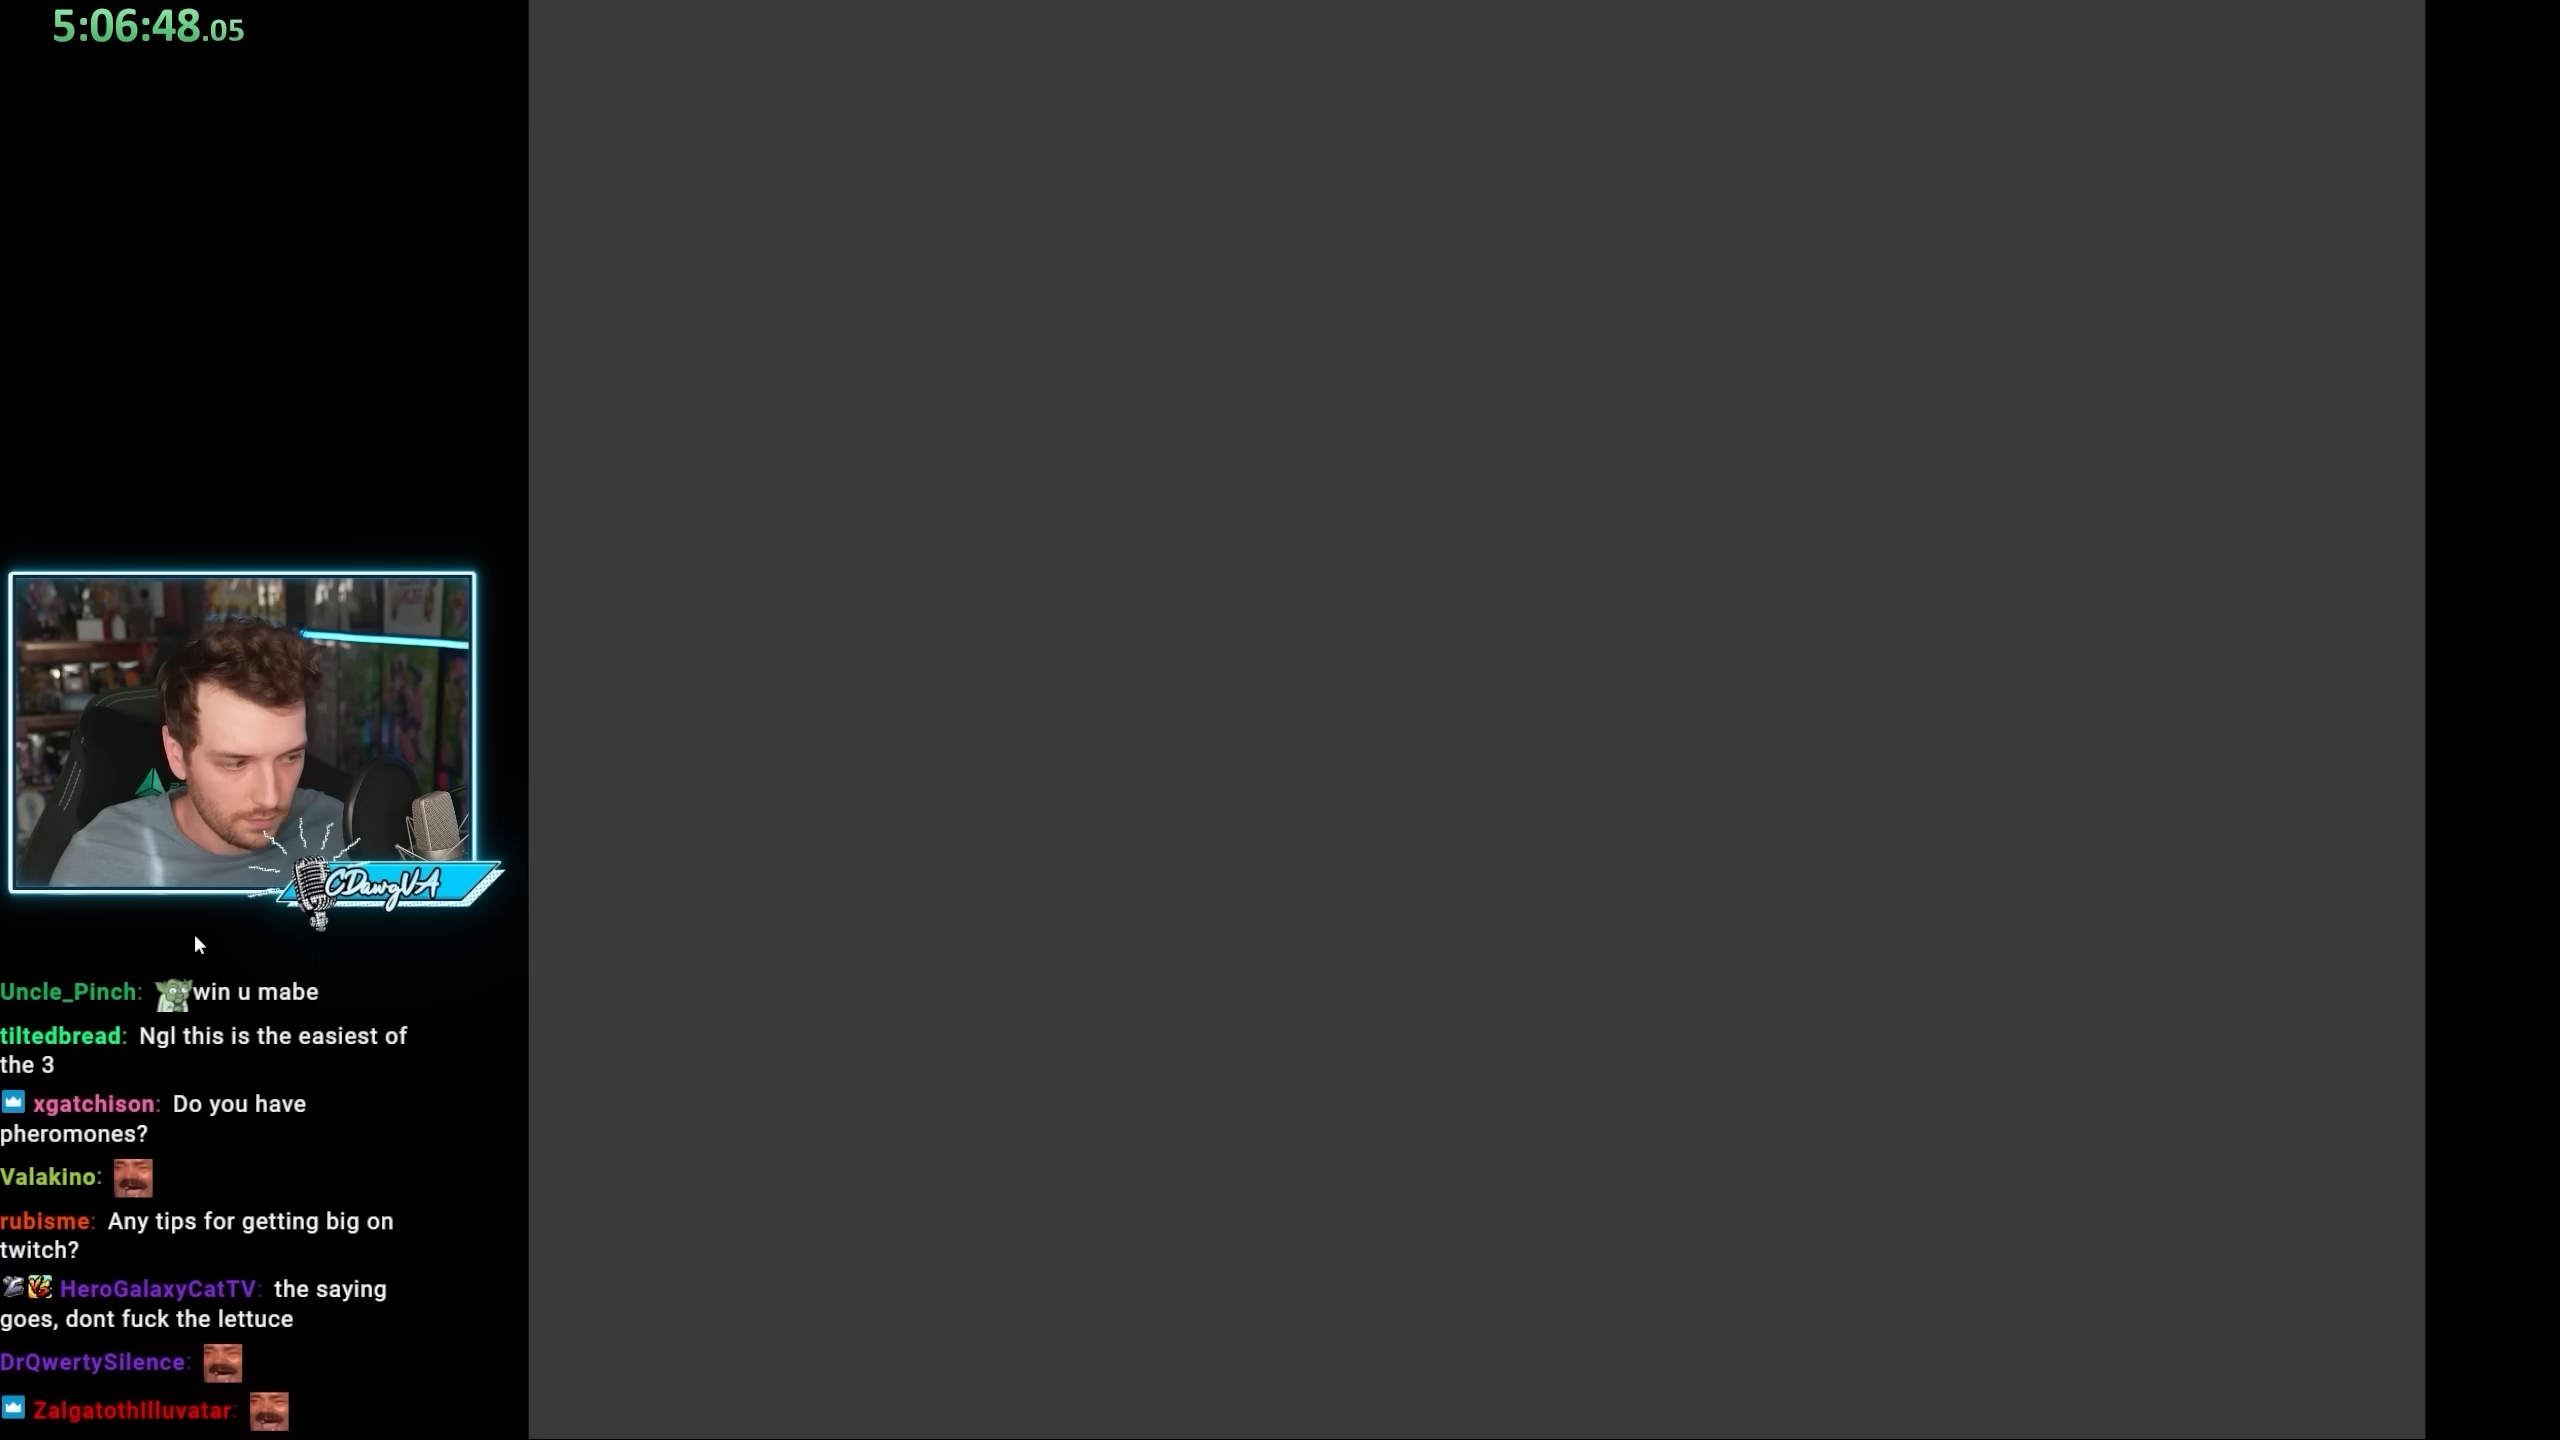 5:06:48.05
CDawgVA
Uncle_Pinch: win u mabe
tiltedbread: Ngl this is the easiest of
the 3
xgatchison: Do you have
pheromones?
Valakino:
rubisme: Any tips for getting big on
twitch?
HeroGalaxyCatTV: the saying
goes, dont fuck the lettuce
DrQwertySilence:
ZalgatothIlluvatar: